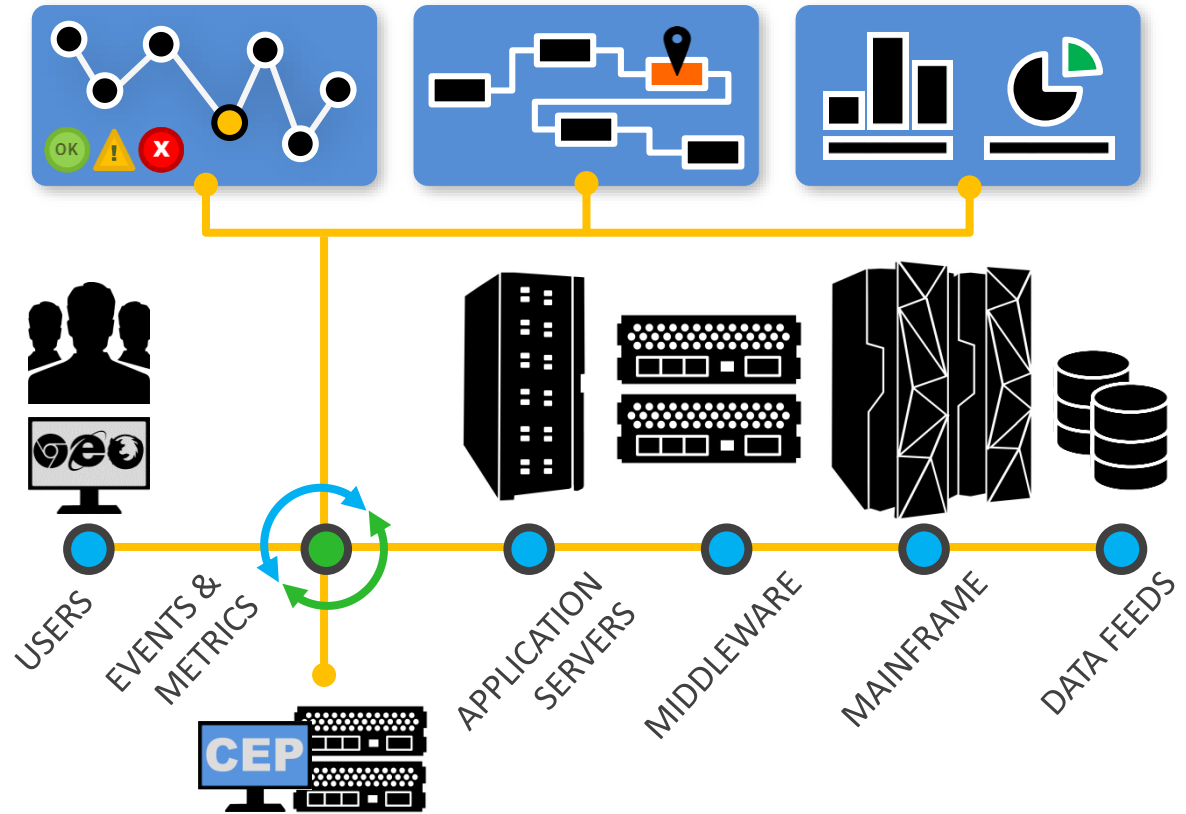 OK
!
X
USERS
EVENTS &
METRICS
APPLICATION
SERVERS
MIDDLEWARE
MAINFRAME
DATA FEEDS
CEP